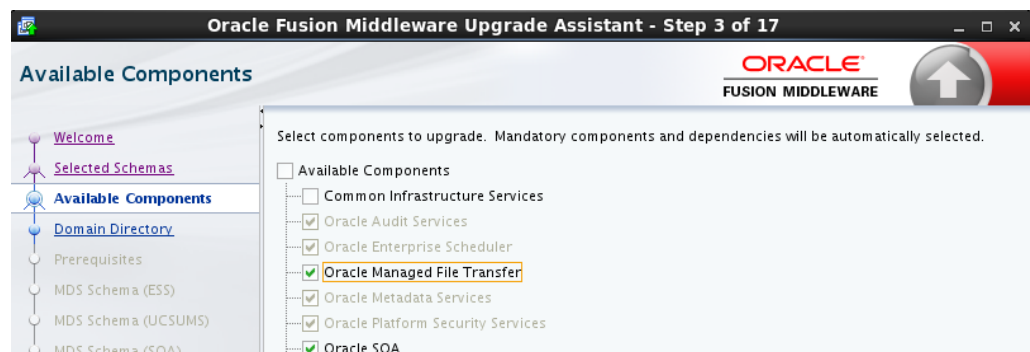 Oracle Fusion Middleware Upgrade Assistant - Step 3 of 17
Available Components
ORACLE
FUSION MIDDLEWARE
Welcome
Selected Schemas
Available Components
Domain Directory
Prerequisites
MDS Schema (ESS)
MDS Schema (UCSUMS)
MDS Schema (SOA)
Select components to upgrade. Mandatory components and dependencies will be automatically selected.
Available Components
Common Infrastructure Services
Oracle Audit Services
Oracle Enterprise Scheduler
Oracle Managed File Transfer
Oracle Metadata Services
Oracle Platform Security Services
Oracle SOA